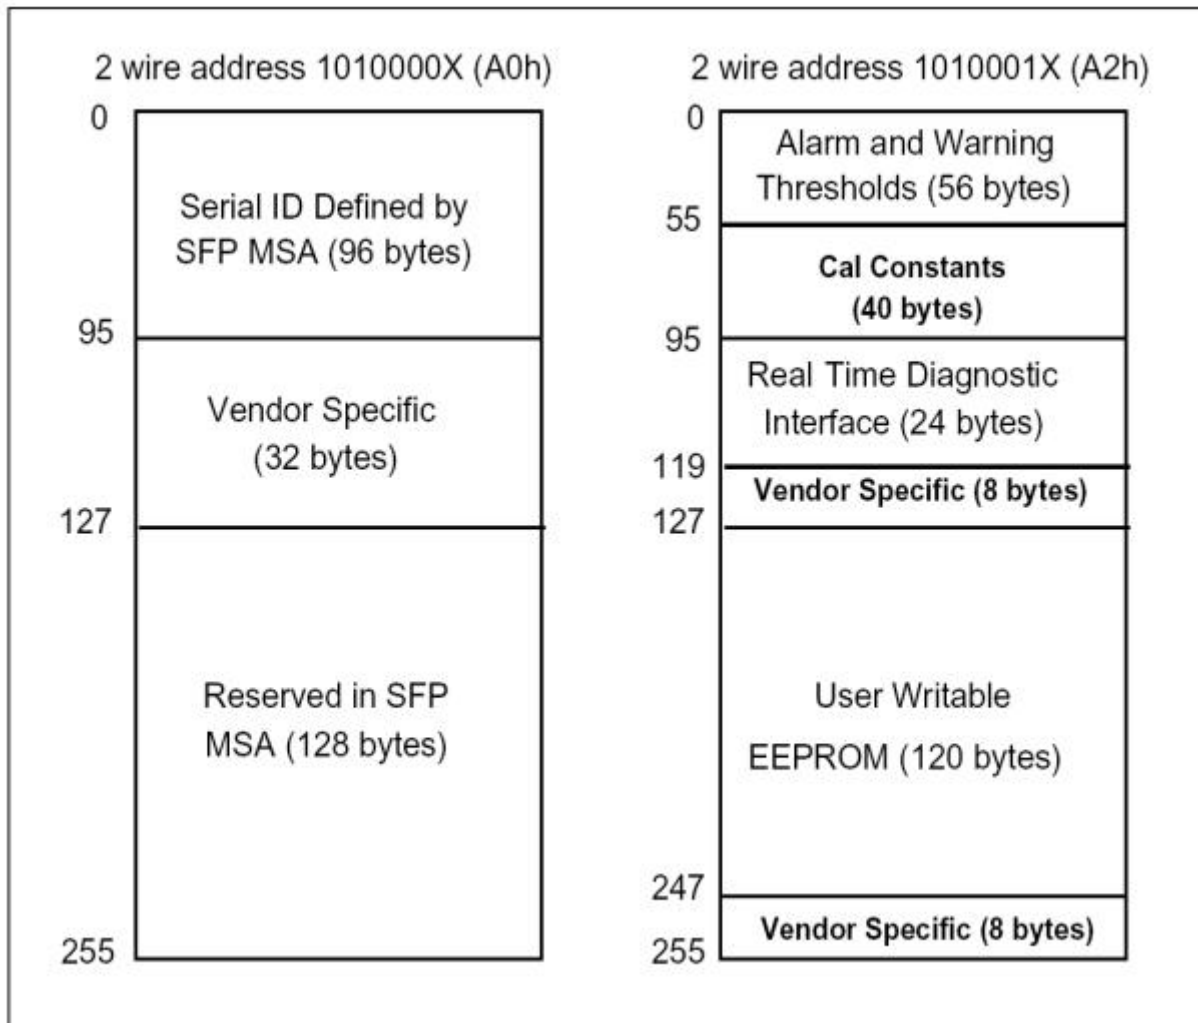 2 wire address 1010000X (A0h)
0
Serial ID Defined by
SFP MSA (96 bytes)
95
Vendor Specific
(32 bytes)
127
Reserved in SFP
MSA (128 bytes)
255
2 wire address 1010001X (A2h)
0
Alarm and Warning
Thresholds (56 bytes)
55
Cal Constants
(40 bytes)
95
Real Time Diagnostic
Interface (24 bytes)
119
Vendor Specific (8 bytes)
127
User Writable
EEPROM (120 bytes)
247
Vendor Specific (8 bytes)
255